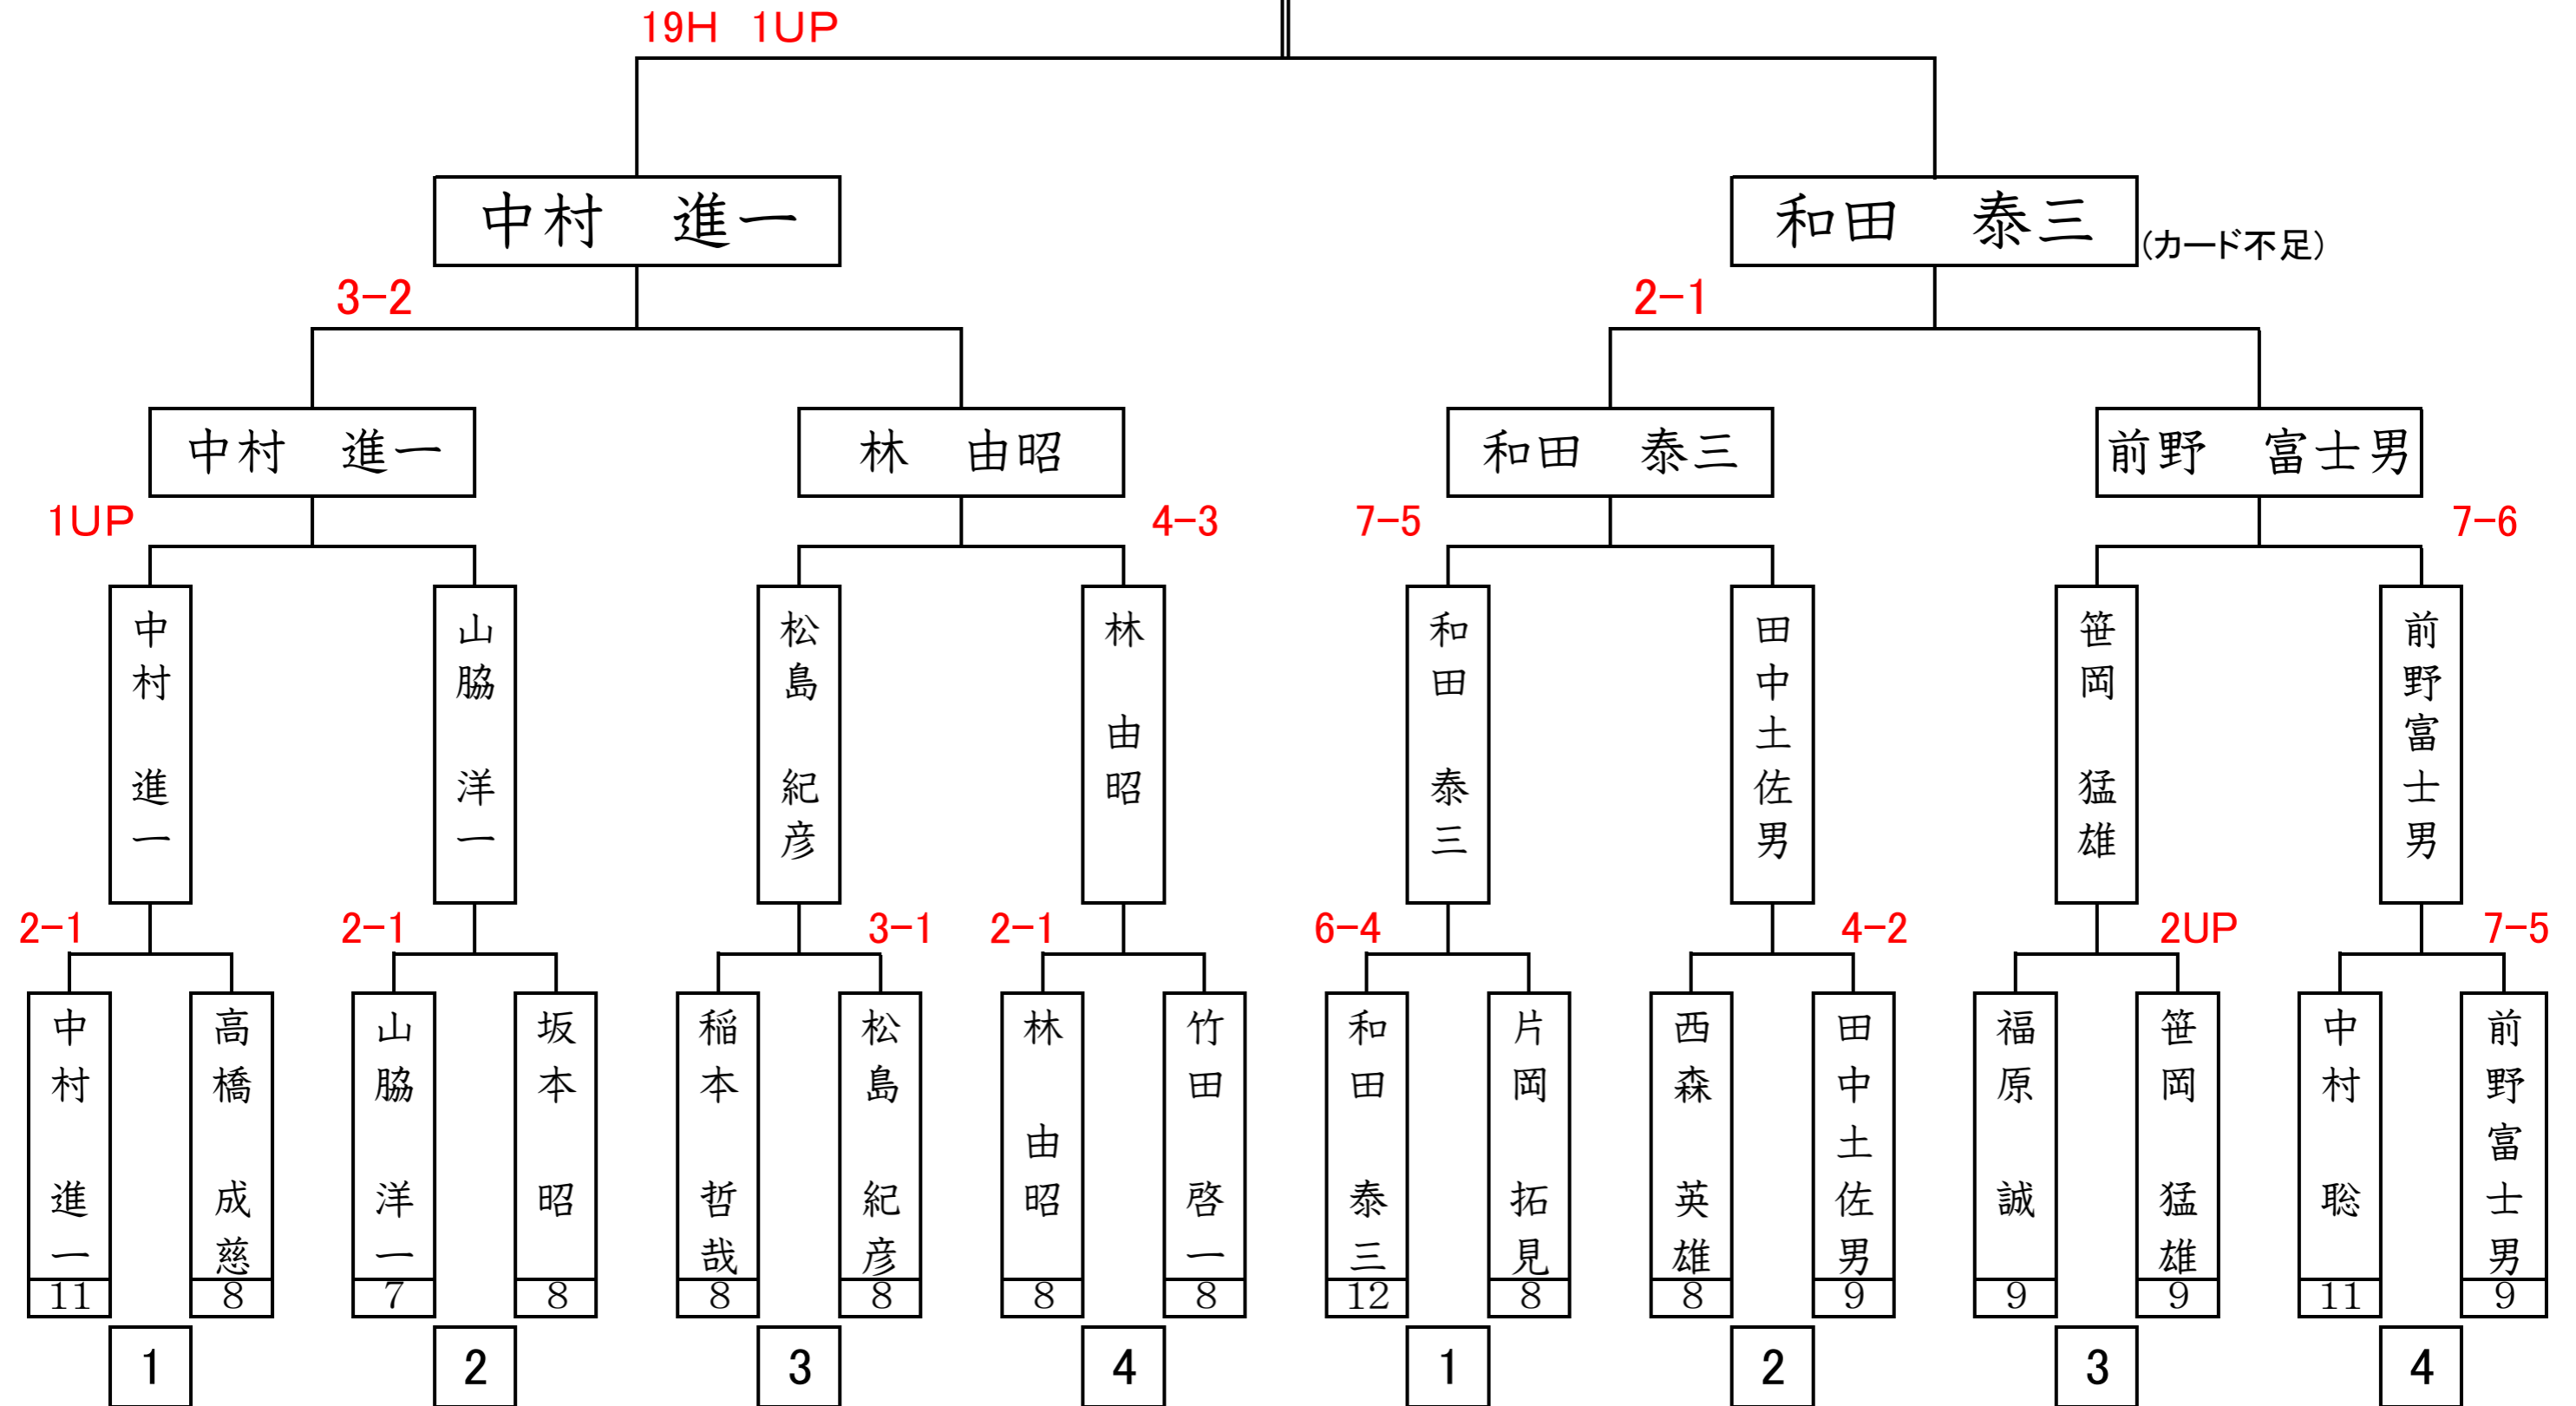 19H 1UP
中村 進一
和田 泰三
(カード不足)
3-2
2-1
中村 進一
林 由昭
和田 泰三
前野 富士男
1UP
4-3
7-5
7-6
中村 進一
山脇 洋一
松島 紀彦
林 由昭
和田 泰三
田中土佐男
笹岡 猛雄
前野富士男
2-1
2-1
3-1
2-1
6-4
4-2
2UP
7-5
中村 進一
高橋 成慈
山脇 洋一
坂本 昭
稲本 哲哉
松島 紀彦
林 由昭
竹田 啓一
和田 泰三
片岡 拓見
西森 英雄
田中土佐男
福原 誠
笹岡 猛雄
中村 聡
前野富士男
11
8
7
8
8
8
8
8
12
8
8
9
9
9
11
9
1
2
3
4
1
2
3
4